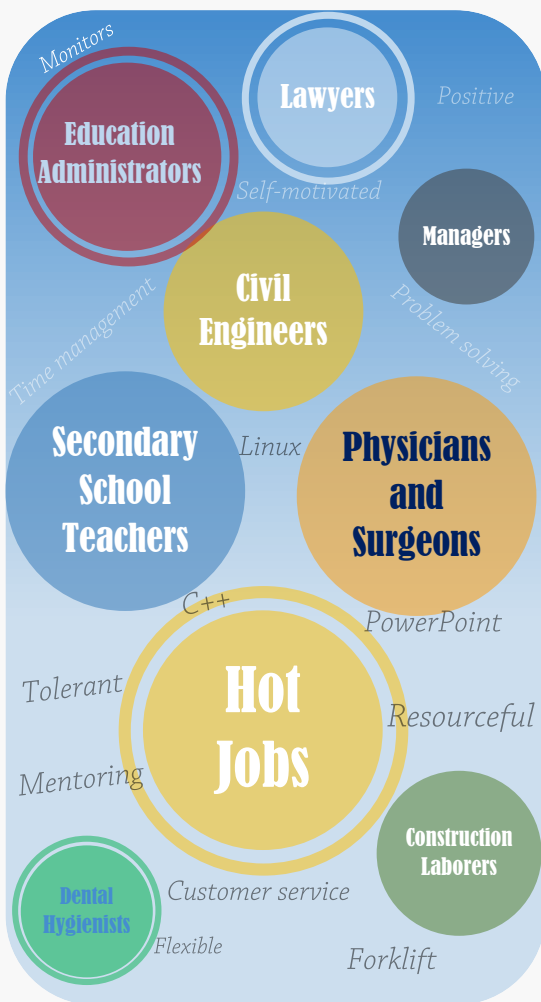 Monitors
Lawyers
Positive
Education
Administrators
Self-motivated
Managers
Civil
Engineers
Time management
Problem solving
Secondary
School
Teachers
Linux
Physicians
and
Surgeons
C++
PowerPoint
Hot
Jobs
Tolerant
Resourceful
Mentoring
Construction
Laborers
Dental
Hygienists
Customer service
Flexible
Forklift